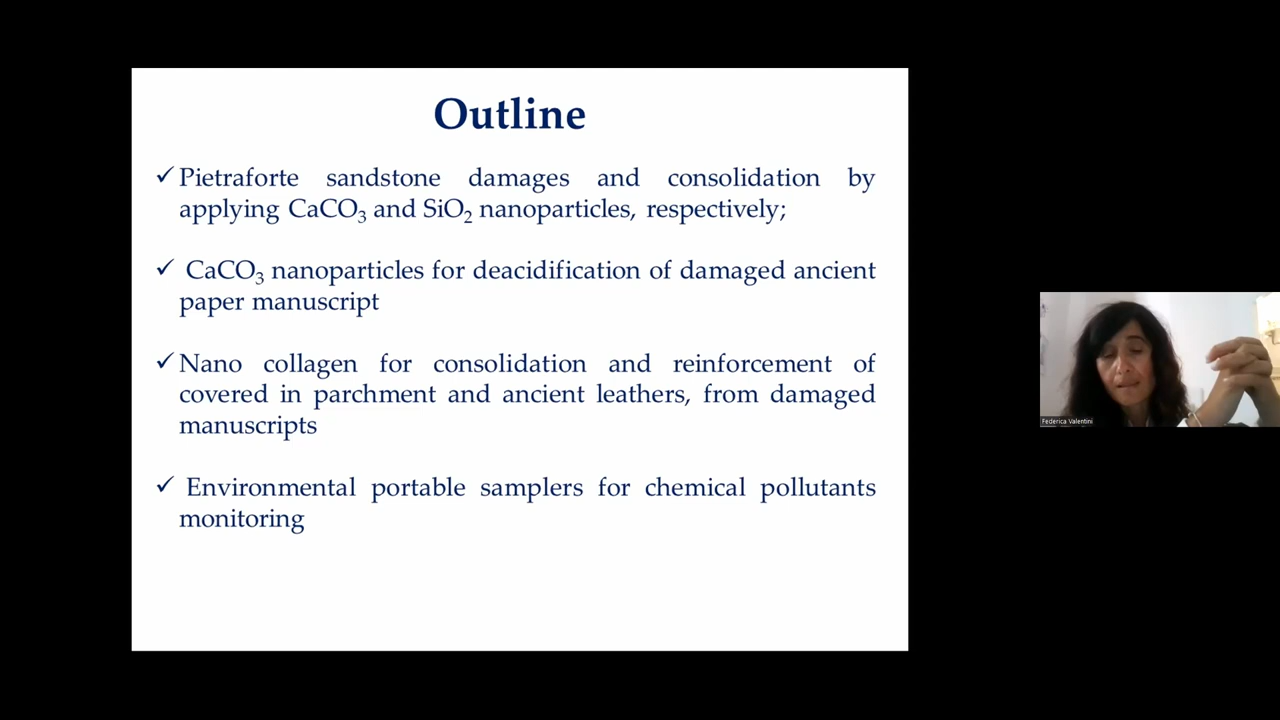 Outline
✓ Pietraforte sandstone damages and consolidation by
applying CaCO₃ and SiO₂ nanoparticles, respectively;
✓ CaCO₃ nanoparticles for deacidification of damaged ancient
paper manuscript
✓ Nano collagen for consolidation and reinforcement of
covered in parchment and ancient leathers, from damaged
manuscripts
✓ Environmental portable samplers for chemical pollutants
monitoring
Federica Valentini